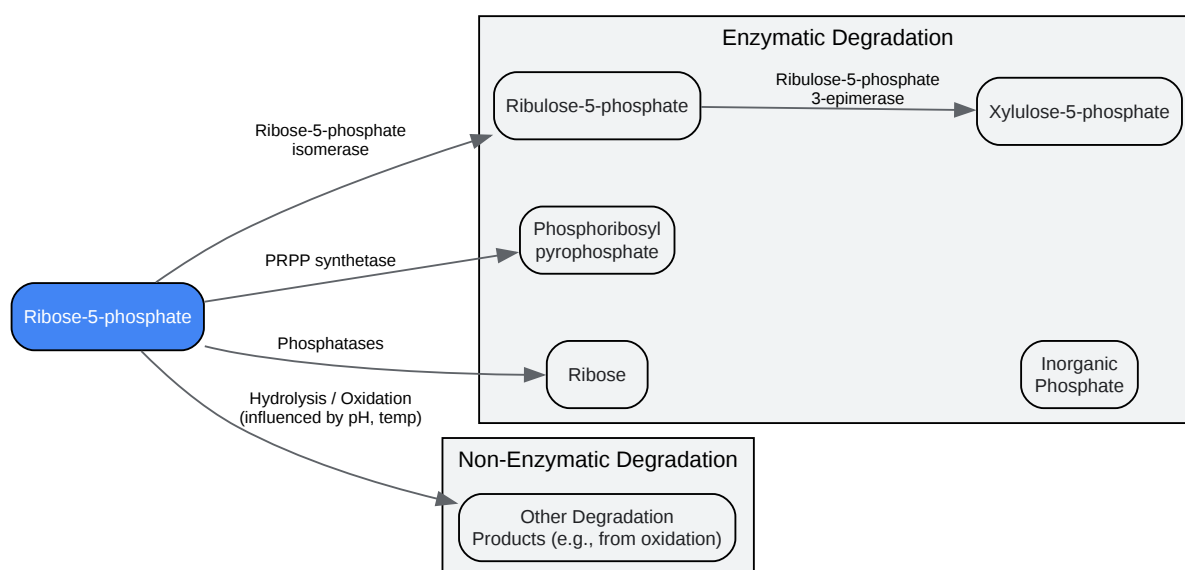 Enzymatic Degradation
Ribulose-5-phosphate
Ribulose-5-phosphate
3-epimerase
Xylulose-5-phosphate
Ribose-5-phosphate
isomerase
Phosphoribosyl
pyrophosphate
PRPP synthetase
Ribose-5-phosphate
Phosphatases
Ribose
Inorganic
Phosphate
Hydrolysis / Oxidation
(influenced by pH, temp)
Non-Enzymatic Degradation
Other Degradation
Products (e.g., from oxidation)